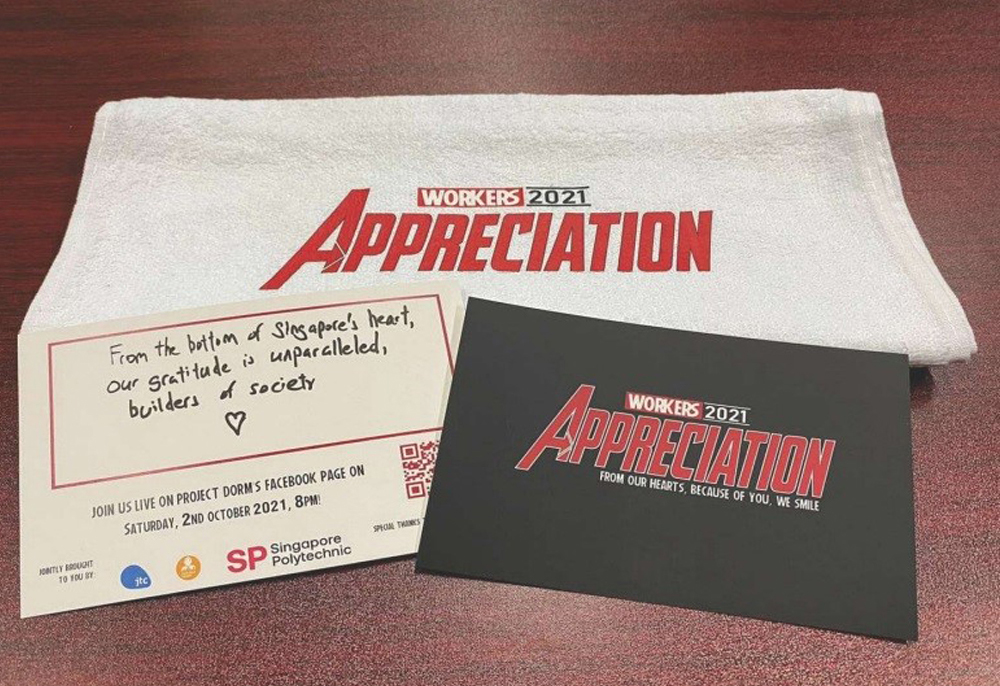 WORKERS 2021
APPRECIATION
From the bottom of Singapore's heart,
our gratitude is unparalleled,
builders of society
JOIN US LIVE ON PROJECT DORM'S FACEBOOK PAGE ON
SATURDAY, 2ND OCTOBER 2021, 8PM!
JOINTLY BROUGHT
TO YOU BY:
jtc
SP Singapore
Polytechnic
SPECIAL THANKS
WORKERS 2021
APPRECIATION
FROM OUR HEARTS, BECAUSE OF YOU, WE SMILE